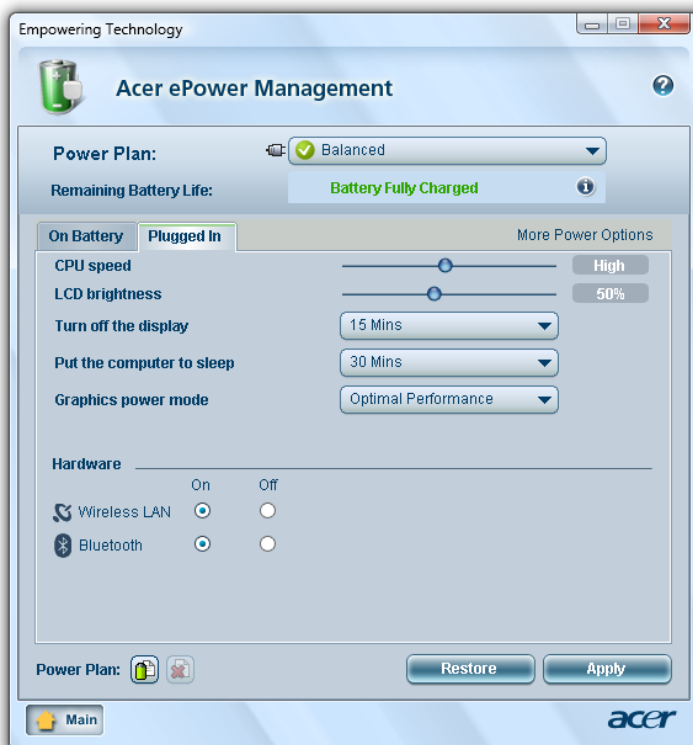 Empowering Technology
Acer ePower Management
Power Plan: Balanced
Remaining Battery Life: Battery Fully Charged
On Battery Plugged In More Power Options
CPU speed High
LCD brightness 50%
Turn off the display 15 Mins
Put the computer to sleep 30 Mins
Graphics power mode Optimal Performance
Hardware
On Off
Wireless LAN
Bluetooth
Power Plan: Restore Apply
Main acer